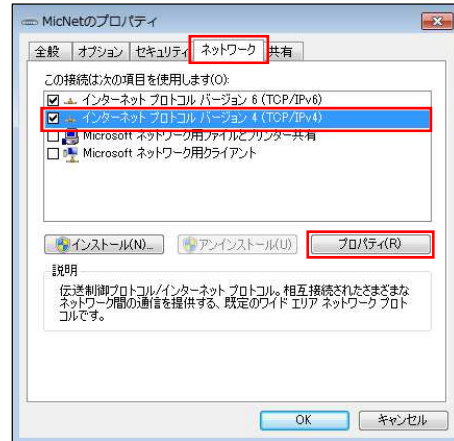 MicNetのプロパティ
全般 オプション セキュリティ ネットワーク 共有
この接続は次の項目を使用します(O):
インターネット プロトコル バージョン 6 (TCP/IPv6)
インターネット プロトコル バージョン 4 (TCP/IPv4)
Microsoft ネットワーク用ファイルとプリンター共有
Microsoft ネットワーク用クライアント
インストール(N)... アンインストール(U) プロパティ(R)
説明
伝送制御プロトコル/インターネット プロトコル。相互接続されたさまざまな
ネットワーク間の通信を提供する、既定のワイド エリア ネットワーク プロト
コルです。
OK キャンセル